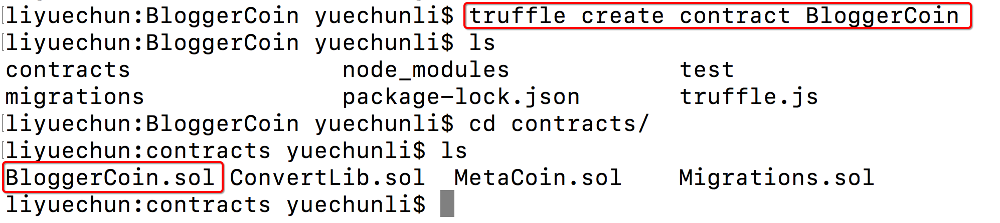 liyuechun:BloggerCoin yuechunli$ truffle create contract BloggerCoin
liyuechun:BloggerCoin yuechunli$ ls
contracts node_modules test
migrations package-lock.json truffle.js
liyuechun:BloggerCoin yuechunli$ cd contracts/
liyuechun:contracts yuechunli$ ls
BloggerCoin.sol ConvertLib.sol MetaCoin.sol Migrations.sol
liyuechun:contracts yuechunli$